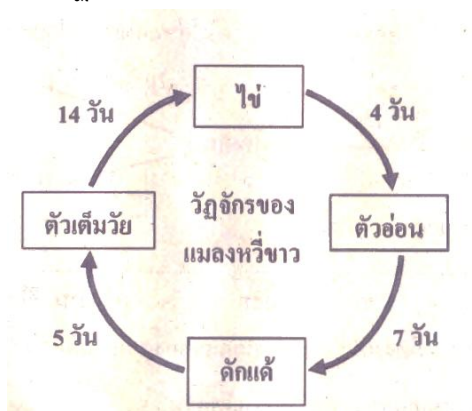 ไข่
14 วัน
4 วัน
ตัวเต็มวัย
วัฏจักรของ
แมลงหวี่ขาว
ตัวอ่อน
5 วัน
7 วัน
ดักแด้